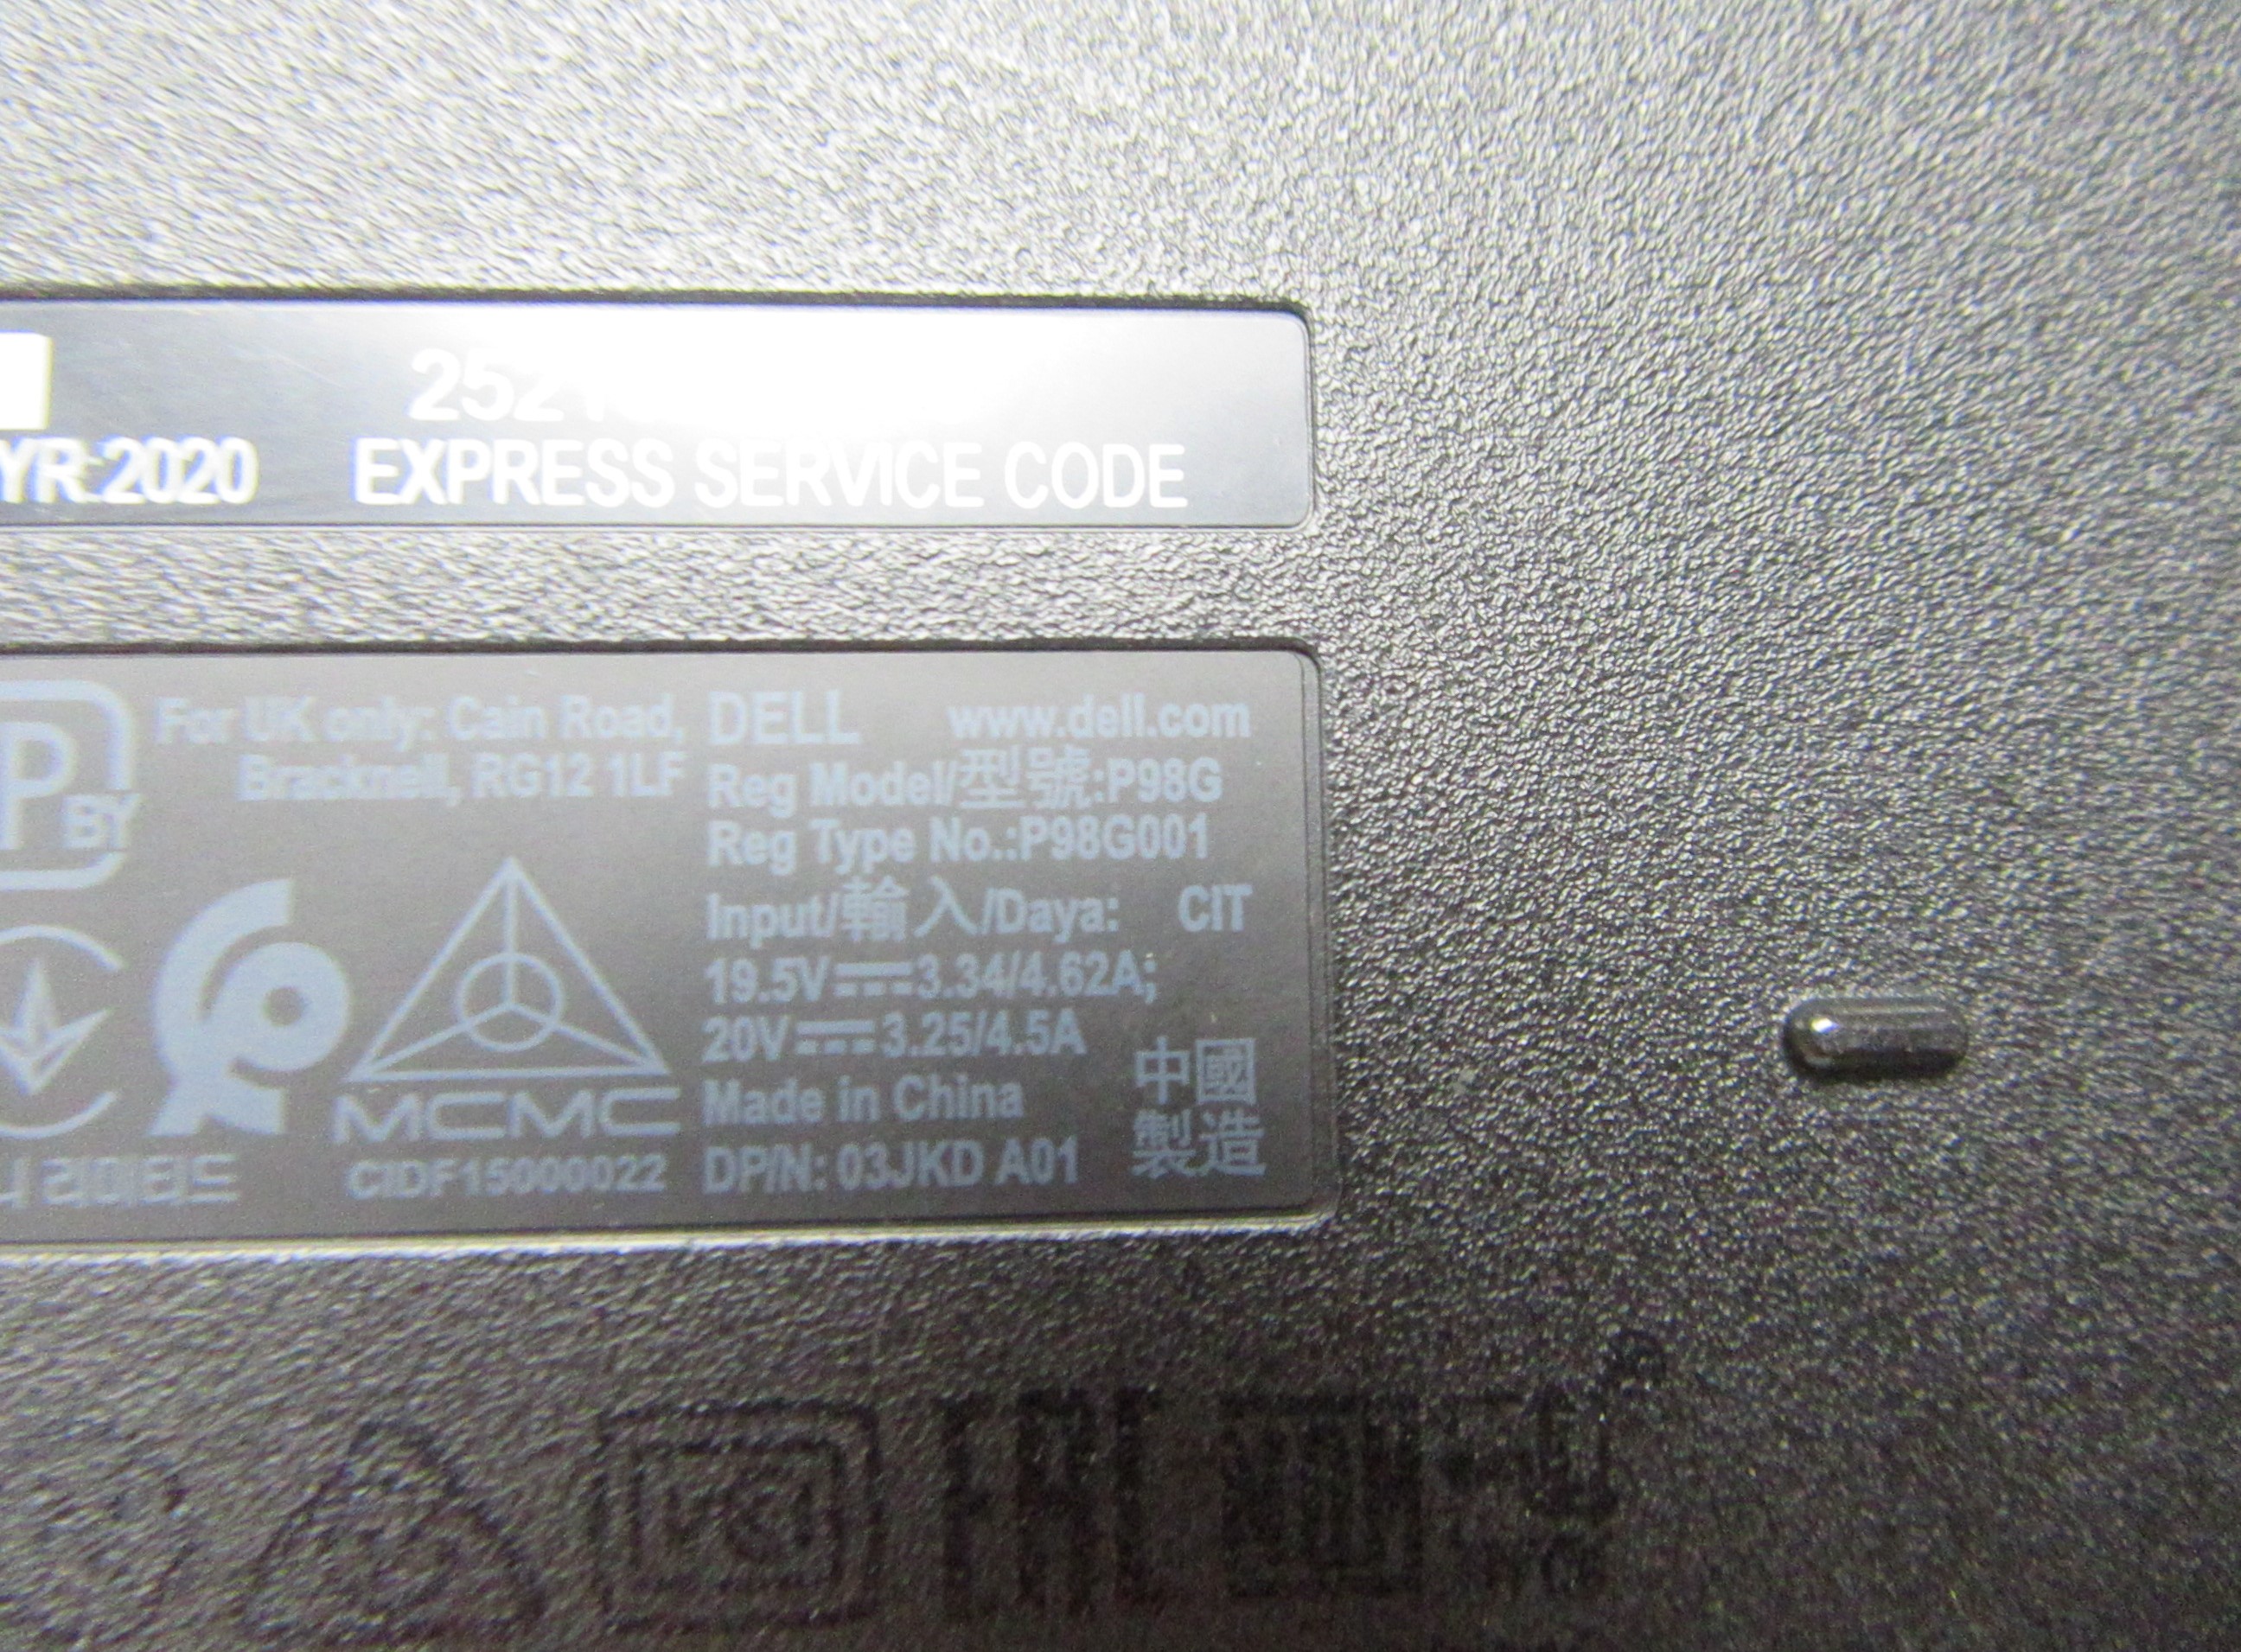 YR:2020
EXPRESS SERVICE CODE
P
BY
For UK only: Cain Road,
Bracknell, RG12 1LF
MCMC
CIDF15000022
DELL www.dell.com
Reg Model/型號:P98G
Reg Type No.:P98G001
Input/輸入/Daya: CIT
19.5V⎓3.34/4.62A;
20V⎓3.25/4.5A
Made in China
DP/N: 03JKD A01
中國
製造